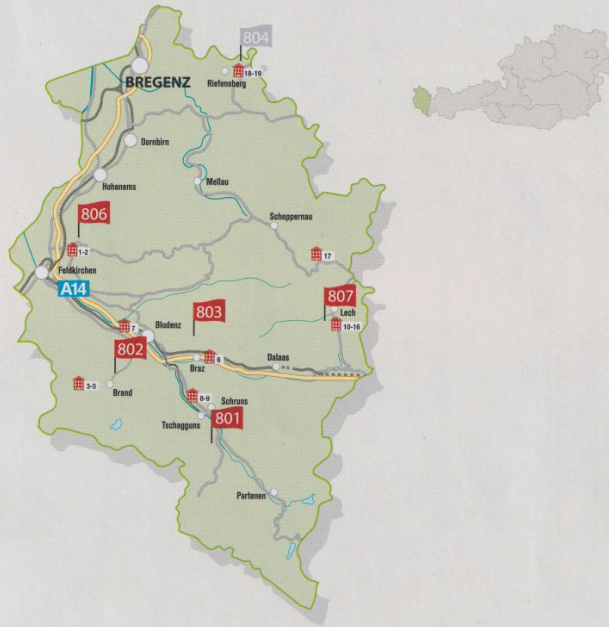 804
18-19
Riefensberg
BREGENZ
Dornbirn
Hohenems
Mellau
806
Schoppernau
1-2
17
Feldkirchen
A14
807
803
Lech
7
Bludenz
10-16
802
6
Braz
Dalaas
3-5
Brand
8-9
Schruns
801
Tschagguns
Partenen